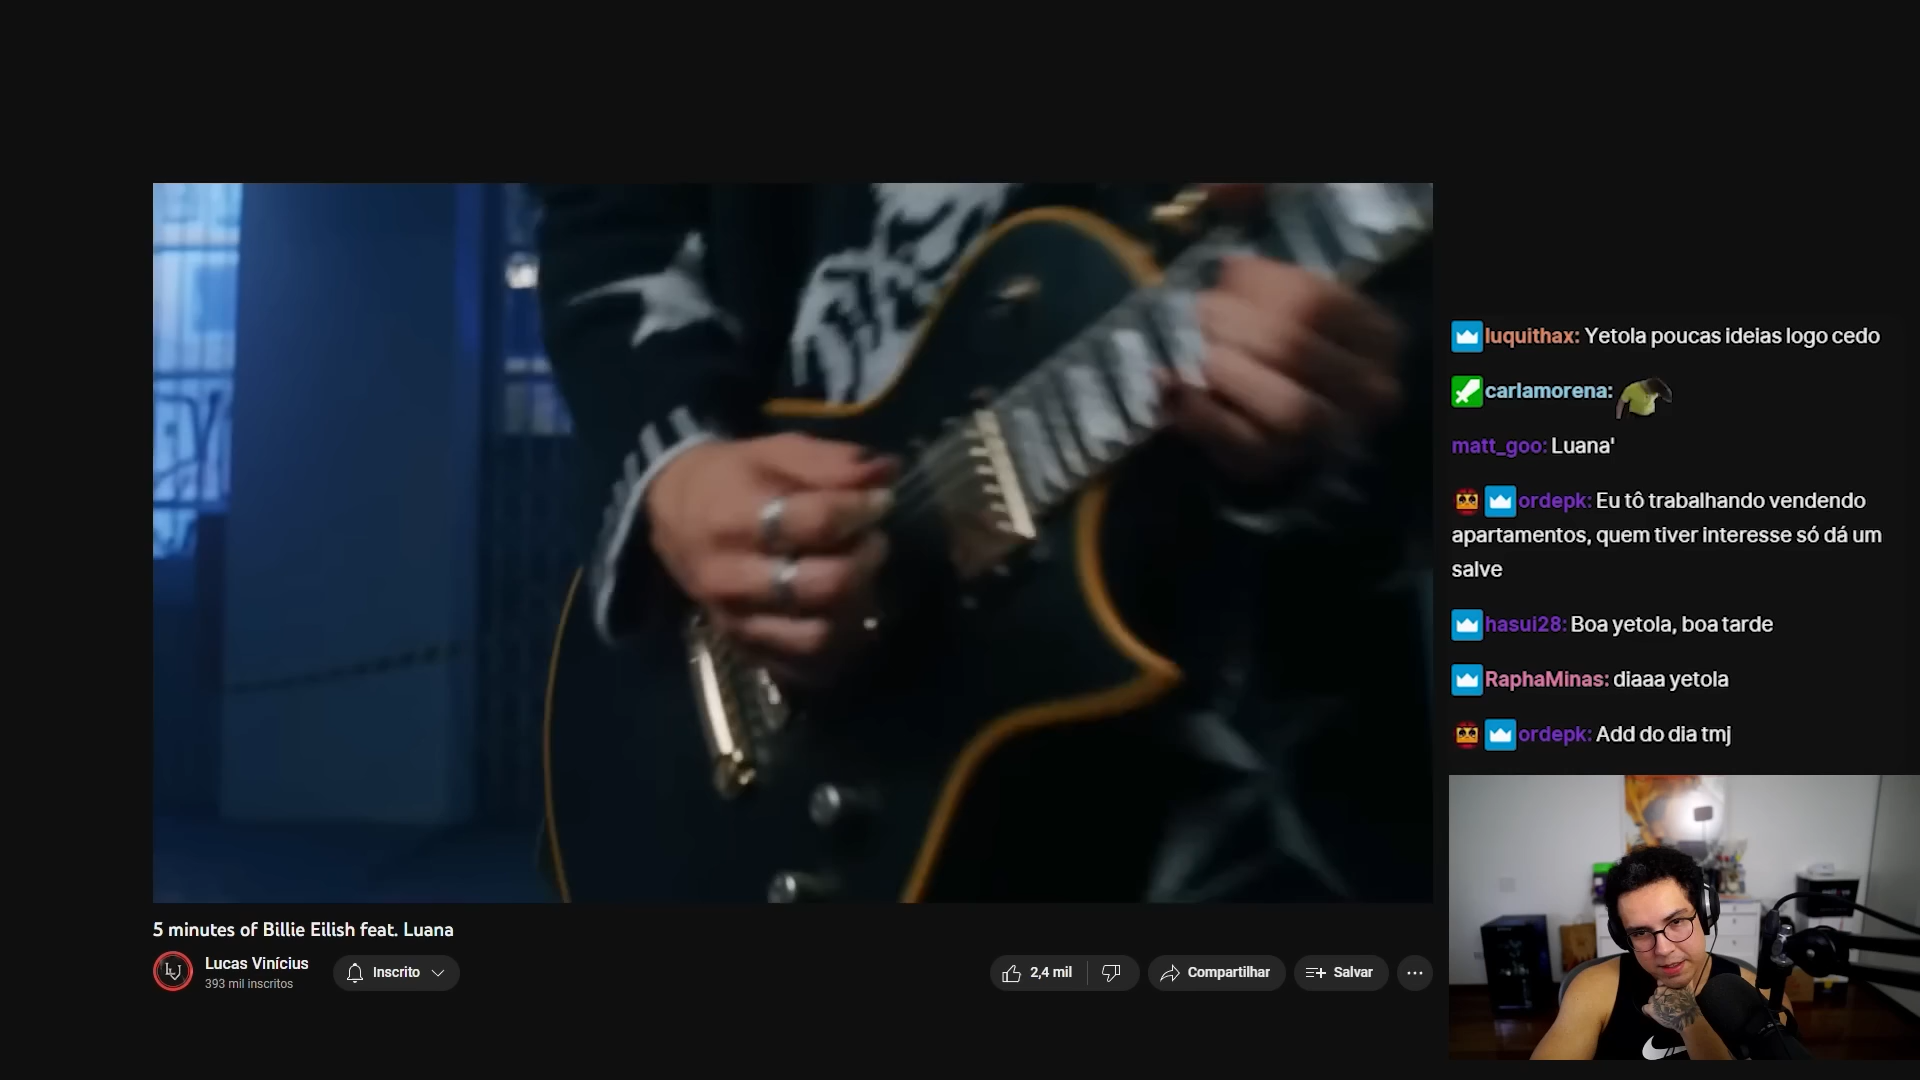 luquithax: Yetola poucas ideias logo cedo
carlamorena:
matt_goo: Luana'
ordepk: Eu tô trabalhando vendendo
apartamentos, quem tiver interesse só dá um
salve
hasui28: Boa yetola, boa tarde
RaphaMinas: diaaa yetola
ordepk: Add do dia tmj
5 minutes of Billie Eilish feat. Luana
LV
Lucas Vinícius
393 mil inscritos
Inscrito
2,4 mil
Compartilhar
Salvar